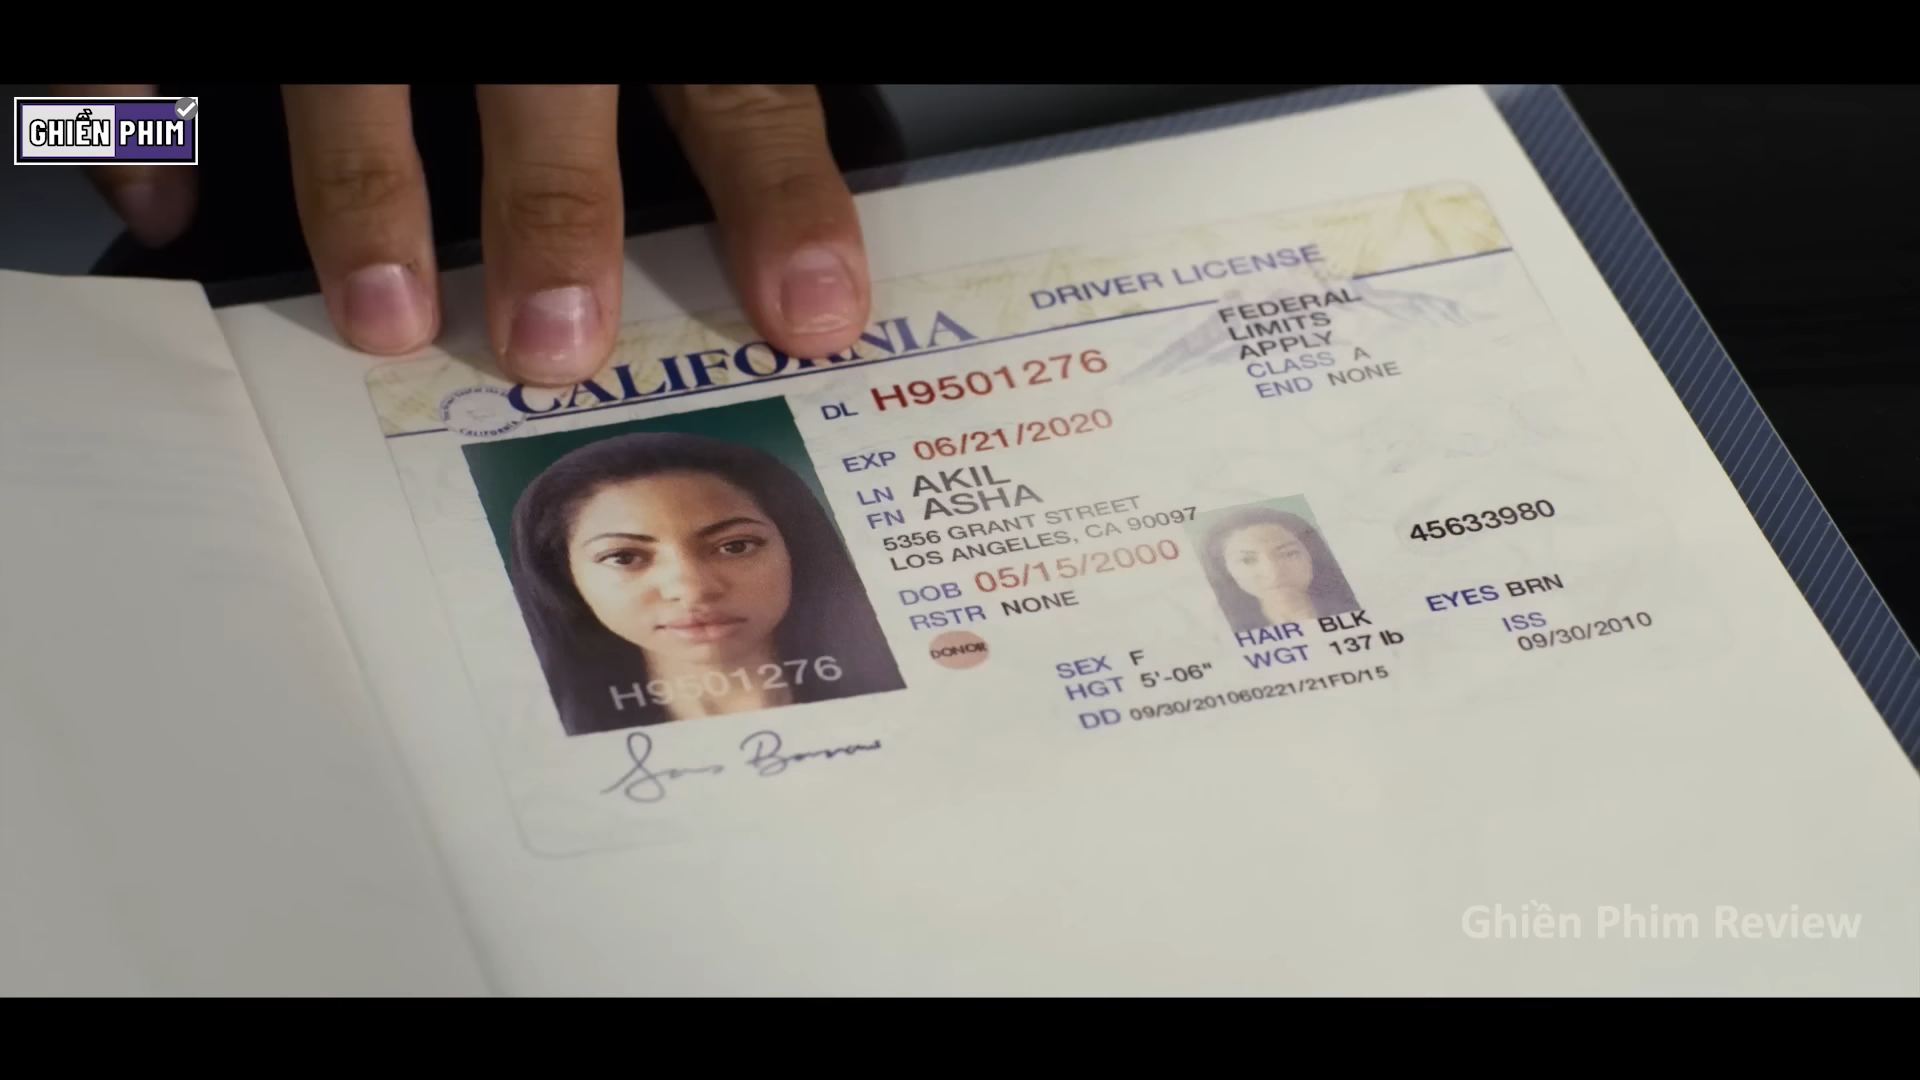 GHIỀN PHIM
CALIFORNIA
DRIVER LICENSE
FEDERAL
LIMITS
APPLY
CLASS A
END NONE
DL H9501276
EXP 06/21/2020
LN AKIL
FN ASHA
5356 GRANT STREET
LOS ANGELES, CA 90097
DOB 05/15/2000
RSTR NONE
DONOR
45633980
SEX F
HAIR BLK
EYES BRN
HGT 5'-06"
WGT 137 lb
ISS
09/30/2010
DD 09/30/201060221/21FD/15
H9501276
Ghiền Phim Review